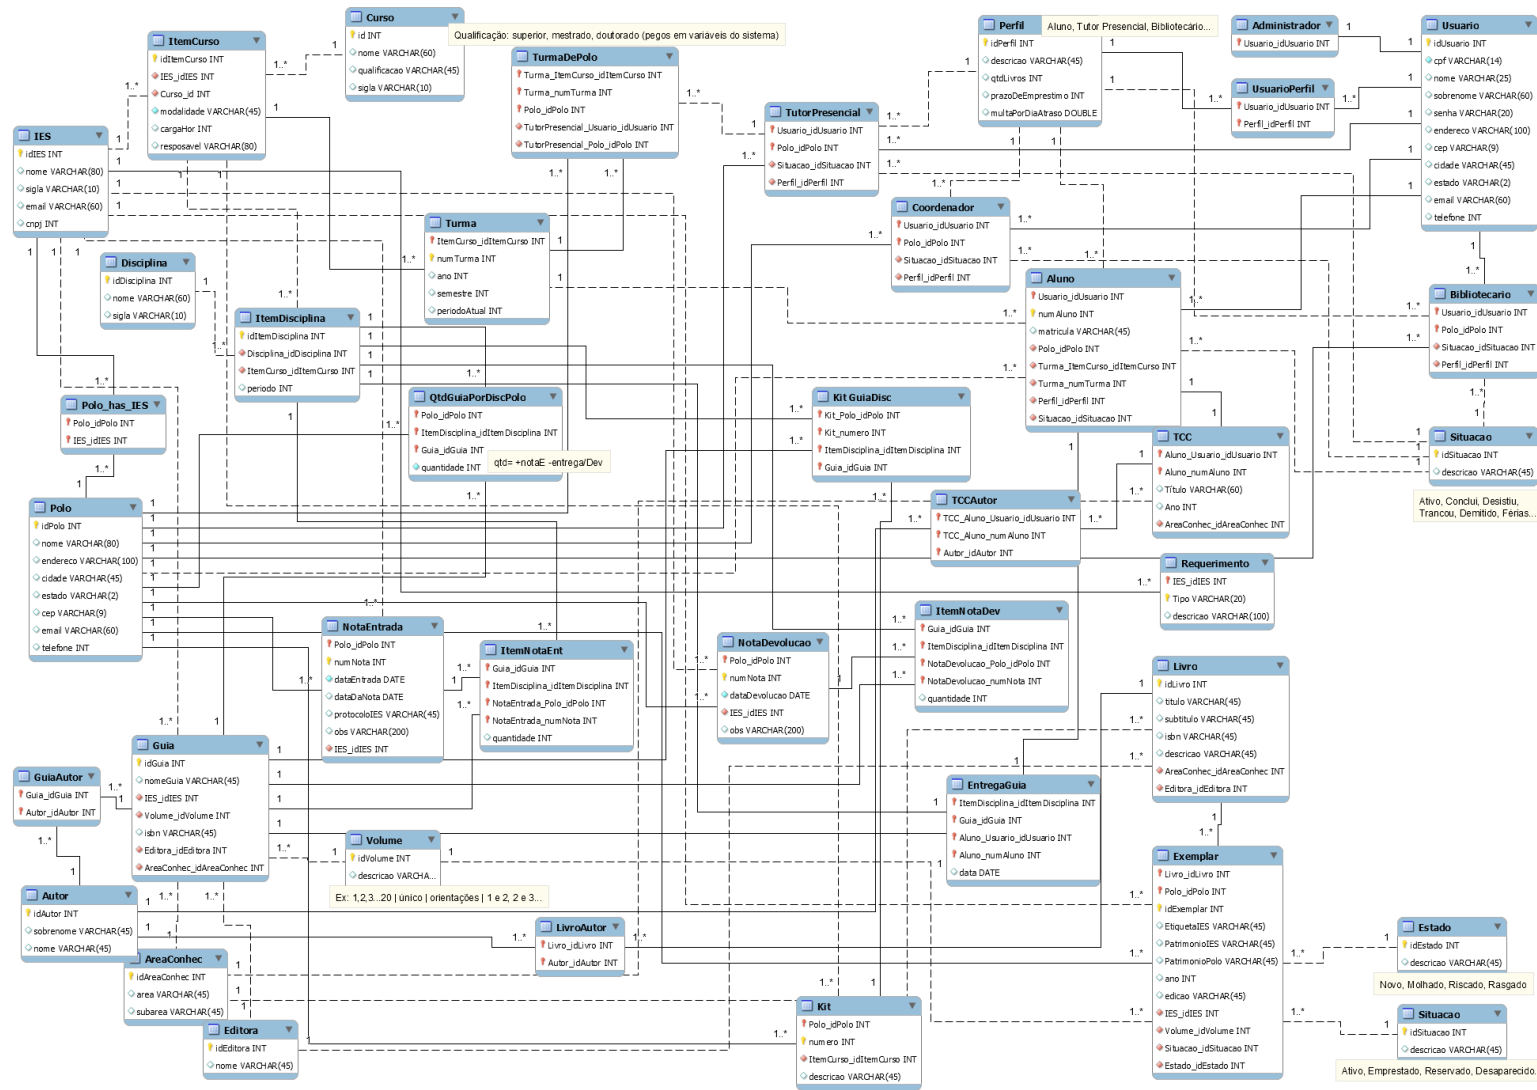 Curso
id INT
nome VARCHAR(60)
qualificacao VARCHAR(45)
sigla VARCHAR(10)
Qualificação: superior, mestrado, doutorado (pegos em variáveis do sistema)
ItemCurso
idItemCurso INT
IES_idIES INT
Curso_id INT
modalidade VARCHAR(45)
cargaHor INT
resposavel VARCHAR(80)
TurmaDePolo
Turma_ItemCurso_idItemCurso INT
Turma_numTurma INT
Polo_idPolo INT
TutorPresencial_Usuario_idUsuario INT
TutorPresencial_Polo_idPolo INT
Perfil
idPerfil INT
descricao VARCHAR(45)
qtdLivros INT
prazoDeEmprestimo INT
multaPorDiaAtraso DOUBLE
Aluno, Tutor Presencial, Bibliotecário...
Administrador
Usuario_idUsuario INT
Usuario
idUsuario INT
cpf VARCHAR(14)
nome VARCHAR(25)
sobrenome VARCHAR(60)
senha VARCHAR(20)
endereco VARCHAR(100)
cep VARCHAR(9)
cidade VARCHAR(45)
estado VARCHAR(2)
email VARCHAR(60)
telefone INT
UsuarioPerfil
Usuario_idUsuario INT
Perfil_idPerfil INT
TutorPresencial
Usuario_idUsuario INT
Polo_idPolo INT
Situacao_idSituacao INT
Perfil_idPerfil INT
IES
idIES INT
nome VARCHAR(80)
sigla VARCHAR(10)
email VARCHAR(60)
cnpj INT
Coordenador
Usuario_idUsuario INT
Polo_idPolo INT
Situacao_idSituacao INT
Perfil_idPerfil INT
Turma
ItemCurso_idItemCurso INT
numTurma INT
ano INT
semestre INT
periodoAtual INT
Disciplina
idDisciplina INT
nome VARCHAR(60)
sigla VARCHAR(10)
Aluno
Usuario_idUsuario INT
numAluno INT
matricula VARCHAR(45)
Polo_idPolo INT
Turma_ItemCurso_idItemCurso INT
Turma_numTurma INT
Perfil_idPerfil INT
Situacao_idSituacao INT
Bibliotecario
Usuario_idUsuario INT
Polo_idPolo INT
Situacao_idSituacao INT
Perfil_idPerfil INT
ItemDisciplina
idItemDisciplina INT
Disciplina_idDisciplina INT
ItemCurso_idItemCurso INT
periodo INT
Polo_has_IES
Polo_idPolo INT
IES_idIES INT
QtdGuiaPorDiscPolo
Polo_idPolo INT
ItemDisciplina_idItemDisciplina INT
Guia_idGuia INT
quantidade INT
qtd= +notaE -entrega/Dev
Kit GuiaDisc
Kit_Polo_idPolo INT
Kit_numero INT
ItemDisciplina_idItemDisciplina INT
Guia_idGuia INT
TCC
Aluno_Usuario_idUsuario INT
Aluno_numAluno INT
Título VARCHAR(60)
Ano INT
AreaConhec_idAreaConhec INT
Situacao
idSituacao INT
descricao VARCHAR(45)
Ativo, Conclui, Desistiu,
Trancou, Demitido, Férias...
Polo
idPolo INT
nome VARCHAR(80)
endereco VARCHAR(100)
cidade VARCHAR(45)
estado VARCHAR(2)
cep VARCHAR(9)
email VARCHAR(60)
telefone INT
TCCAutor
TCC_Aluno_Usuario_idUsuario INT
TCC_Aluno_numAluno INT
Autor_idAutor INT
Requerimento
IES_idIES INT
Tipo VARCHAR(20)
descricao VARCHAR(100)
NotaEntrada
Polo_idPolo INT
numNota INT
dataEntrada DATE
dataDaNota DATE
protocoloIES VARCHAR(45)
obs VARCHAR(200)
IES_idIES INT
ItemNotaEnt
Guia_idGuia INT
ItemDisciplina_idItemDisciplina INT
NotaEntrada_Polo_idPolo INT
NotaEntrada_numNota INT
quantidade INT
NotaDevolucao
Polo_idPolo INT
numNota INT
dataDevolucao DATE
IES_idIES INT
obs VARCHAR(200)
ItemNotaDev
Guia_idGuia INT
ItemDisciplina_idItemDisciplina INT
NotaDevolucao_Polo_idPolo INT
NotaDevolucao_numNota INT
quantidade INT
Livro
idLivro INT
titulo VARCHAR(45)
subtitulo VARCHAR(45)
isbn VARCHAR(45)
descricao VARCHAR(45)
AreaConhec_idAreaConhec INT
Editora_idEditora INT
Guia
idGuia INT
nomeGuia VARCHAR(45)
IES_idIES INT
Volume_idVolume INT
isbn VARCHAR(45)
Editora_idEditora INT
AreaConhec_idAreaConhec INT
GuiaAutor
Guia_idGuia INT
Autor_idAutor INT
EntregaGuia
ItemDisciplina_idItemDisciplina INT
Guia_idGuia INT
Aluno_Usuario_idUsuario INT
Aluno_numAluno INT
data DATE
Volume
idVolume INT
descricao VARCHA...
Ex: 1,2,3...20 | único | orientações | 1 e 2, 2 e 3...
Exemplar
Livro_idLivro INT
Polo_idPolo INT
idExemplar INT
EtiquetaIES VARCHAR(45)
PatrimonioIES VARCHAR(45)
PatrimonioPolo VARCHAR(45)
ano INT
edicao VARCHAR(45)
IES_idIES INT
Volume_idVolume INT
Situacao_idSituacao INT
Estado_idEstado INT
Autor
idAutor INT
sobrenome VARCHAR(45)
nome VARCHAR(45)
LivroAutor
Livro_idLivro INT
Autor_idAutor INT
Estado
idEstado INT
descricao VARCHAR(45)
Novo, Molhado, Riscado, Rasgado
AreaConhec
idAreaConhec INT
area VARCHAR(45)
subarea VARCHAR(45)
Kit
Polo_idPolo INT
numero INT
ItemCurso_idItemCurso INT
descricao VARCHAR(45)
Situacao
idSituacao INT
descricao VARCHAR(45)
Ativo, Emprestado, Reservado, Desaparecido
Editora
idEditora INT
nome VARCHAR(45)